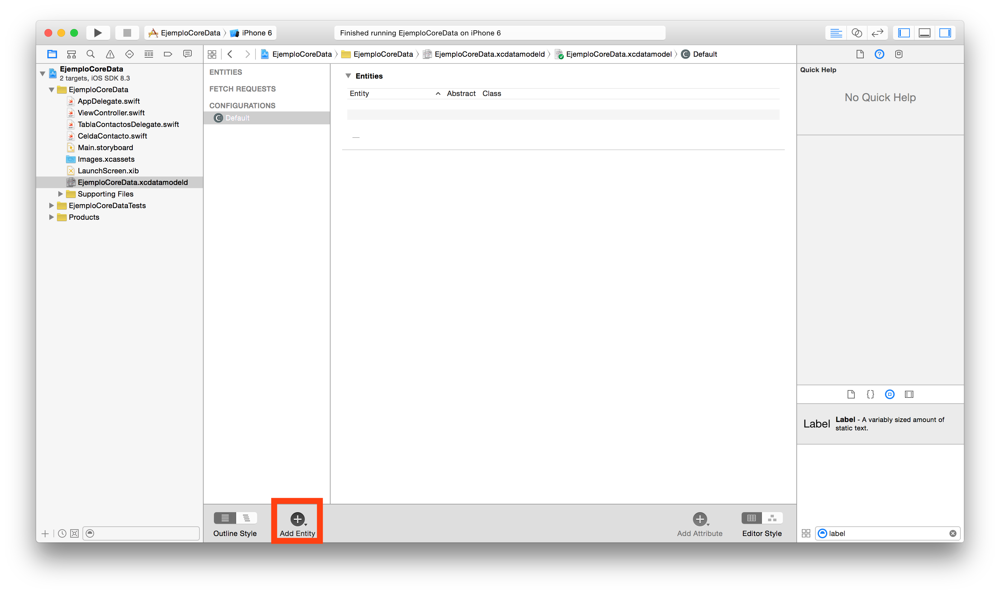 EjemploCoreData 〉 iPhone 6
Finished running EjemploCoreData on iPhone 6
EjemploCoreData 〉 EjemploCoreData 〉 EjemploCoreData.xcdatamodeld 〉 EjemploCoreData.xcdatamodel 〉 C Default
EjemploCoreData
2 targets, iOS SDK 8.3
EjemploCoreData
AppDelegate.swift
ViewController.swift
TablaContactosDelegate.swift
CeldaContacto.swift
Main.storyboard
Images.xcassets
LaunchScreen.xib
EjemploCoreData.xcdatamodeld
Supporting Files
EjemploCoreDataTests
Products
ENTITIES
FETCH REQUESTS
CONFIGURATIONS
C Default
Entities
Entity Abstract Class
Quick Help
No Quick Help
Label
Label - A variably sized amount of
static text.
Outline Style
Add Entity
Add Attribute
Editor Style
label